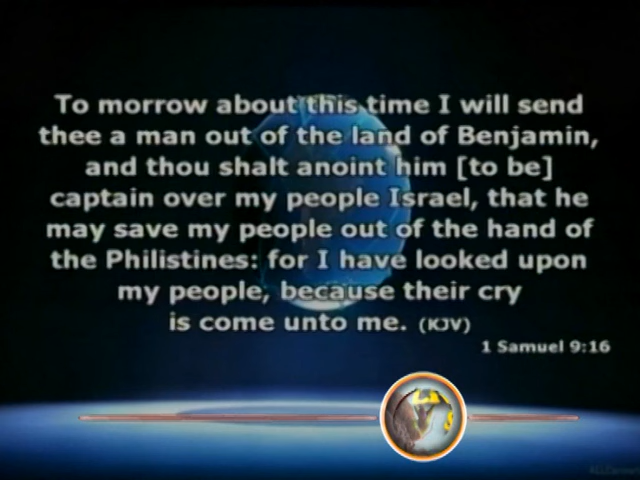 To morrow about this time I will send
thee a man out of the land of Benjamin,
and thou shalt anoint him [to be]
captain over my people Israel, that he
may save my people out of the hand of
the Philistines: for I have looked upon
my people, because their cry
is come unto me. (KJV)
1 Samuel 9:16